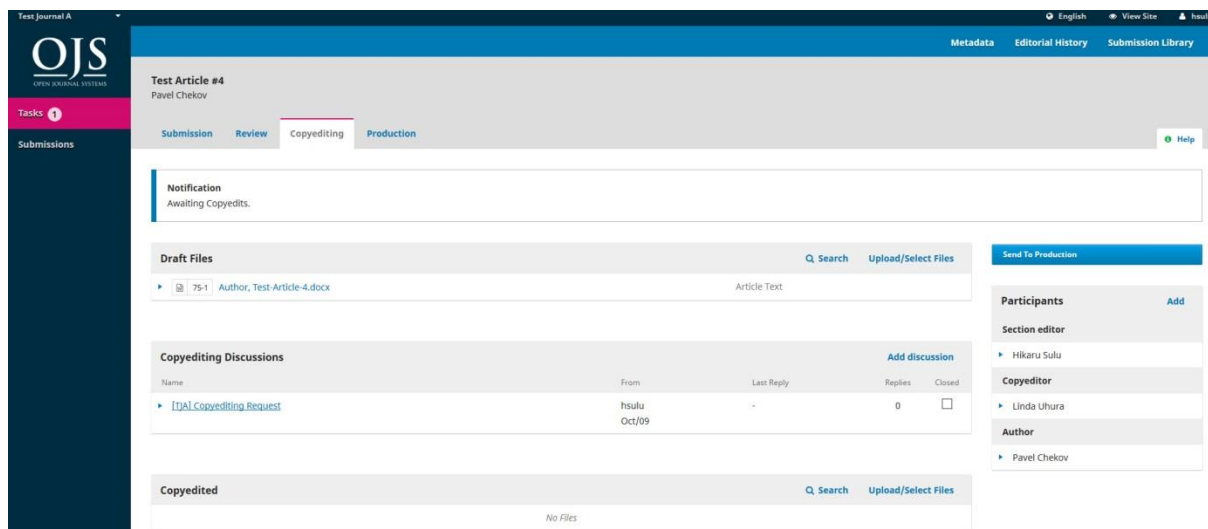 Test Journal A
English View Site hsul
OJS
OPEN JOURNAL SYSTEMS
Tasks 1
Submissions
Metadata Editorial History Submission Library
Test Article #4
Pavel Chekov
Submission Review Copyediting Production
Help
Notification
Awaiting Copyedits.
Draft Files Search Upload/Select Files
75-1 Author, Test-Article-4.docx Article Text
Copyediting Discussions Add discussion
Name From Last Reply Replies Closed
[TJA] Copyediting Request hsulu - 0
Oct/09
Copyedited Search Upload/Select Files
No Files
Send To Production
Participants Add
Section editor
Hikaru Sulu
Copyeditor
Linda Uhura
Author
Pavel Chekov